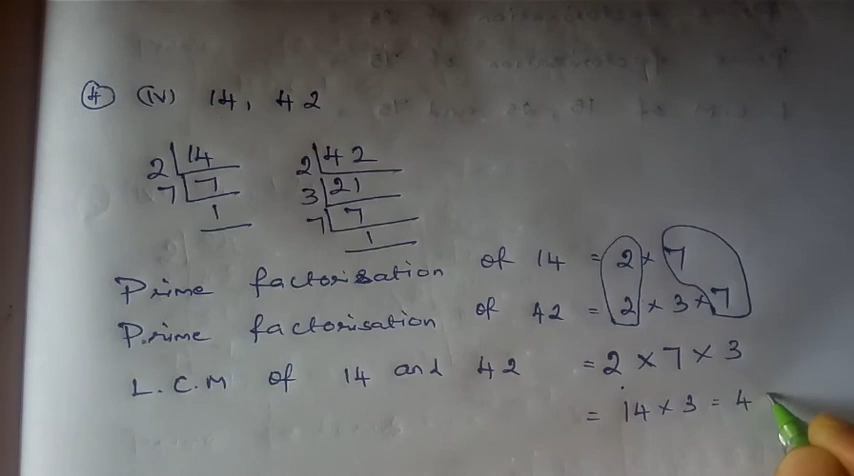 4 (iv) 14, 42
2 | 14    2 | 42
7 | 7    3 | 21
1    7 | 7
1
Prime factorisation of 14 = 2 × 7
Prime factorisation of 42 = 2 × 3 × 7
L.C.M of 14 and 42 = 2 × 7 × 3
= 14 × 3 = 4